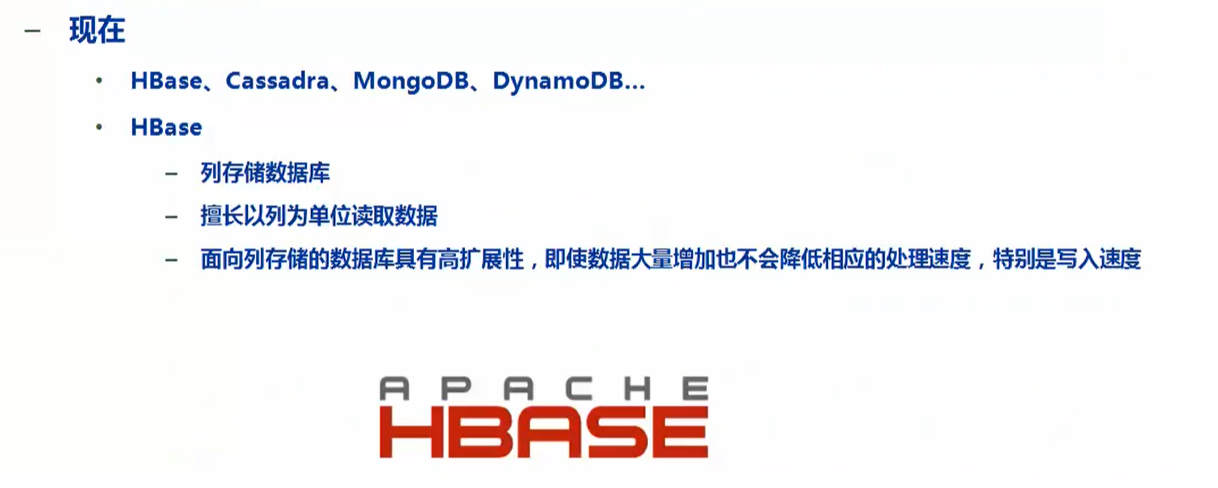 – 现在
• HBase、Cassadra、MongoDB、DynamoDB...
• HBase
– 列存储数据库
– 擅长以列为单位读取数据
– 面向列存储的数据库具有高扩展性，即使数据大量增加也不会降低相应的处理速度，特别是写入速度
APACHE
HBASE